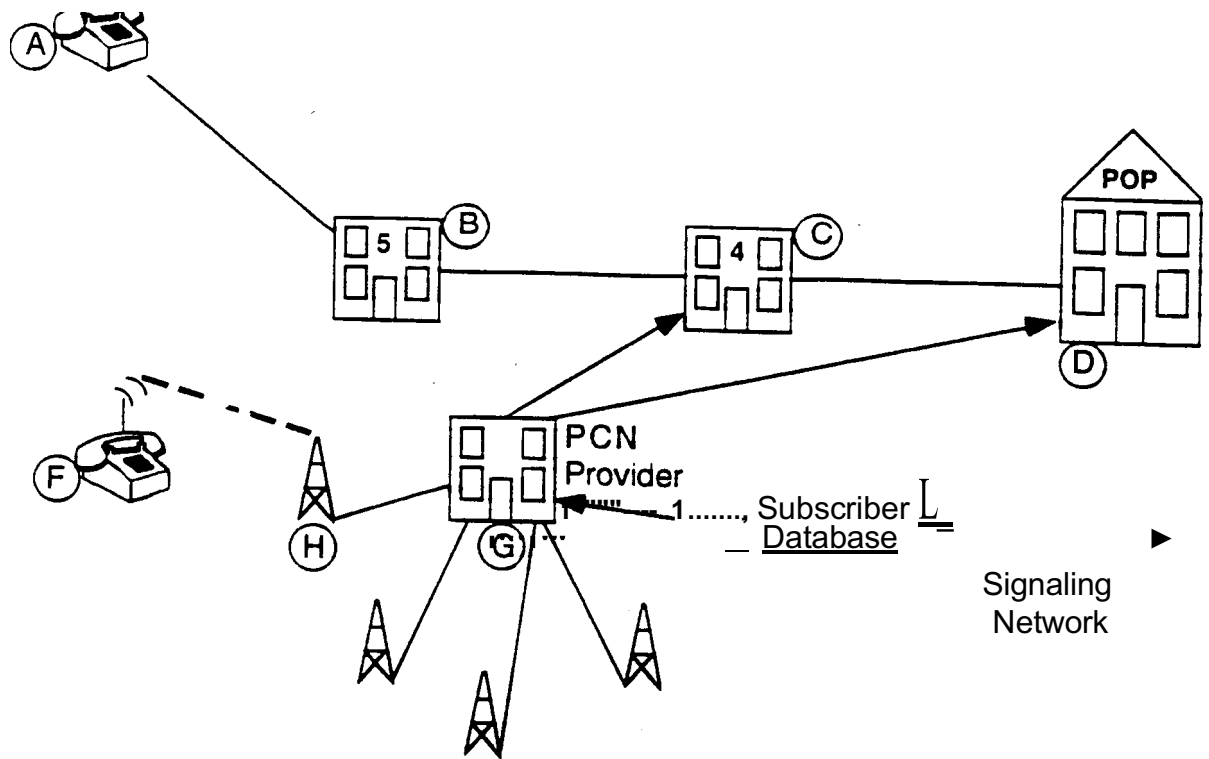 A
POP
B
5
C
4
D
F
PCN
Provider
H
G
Subscriber L
Database
Signaling
Network